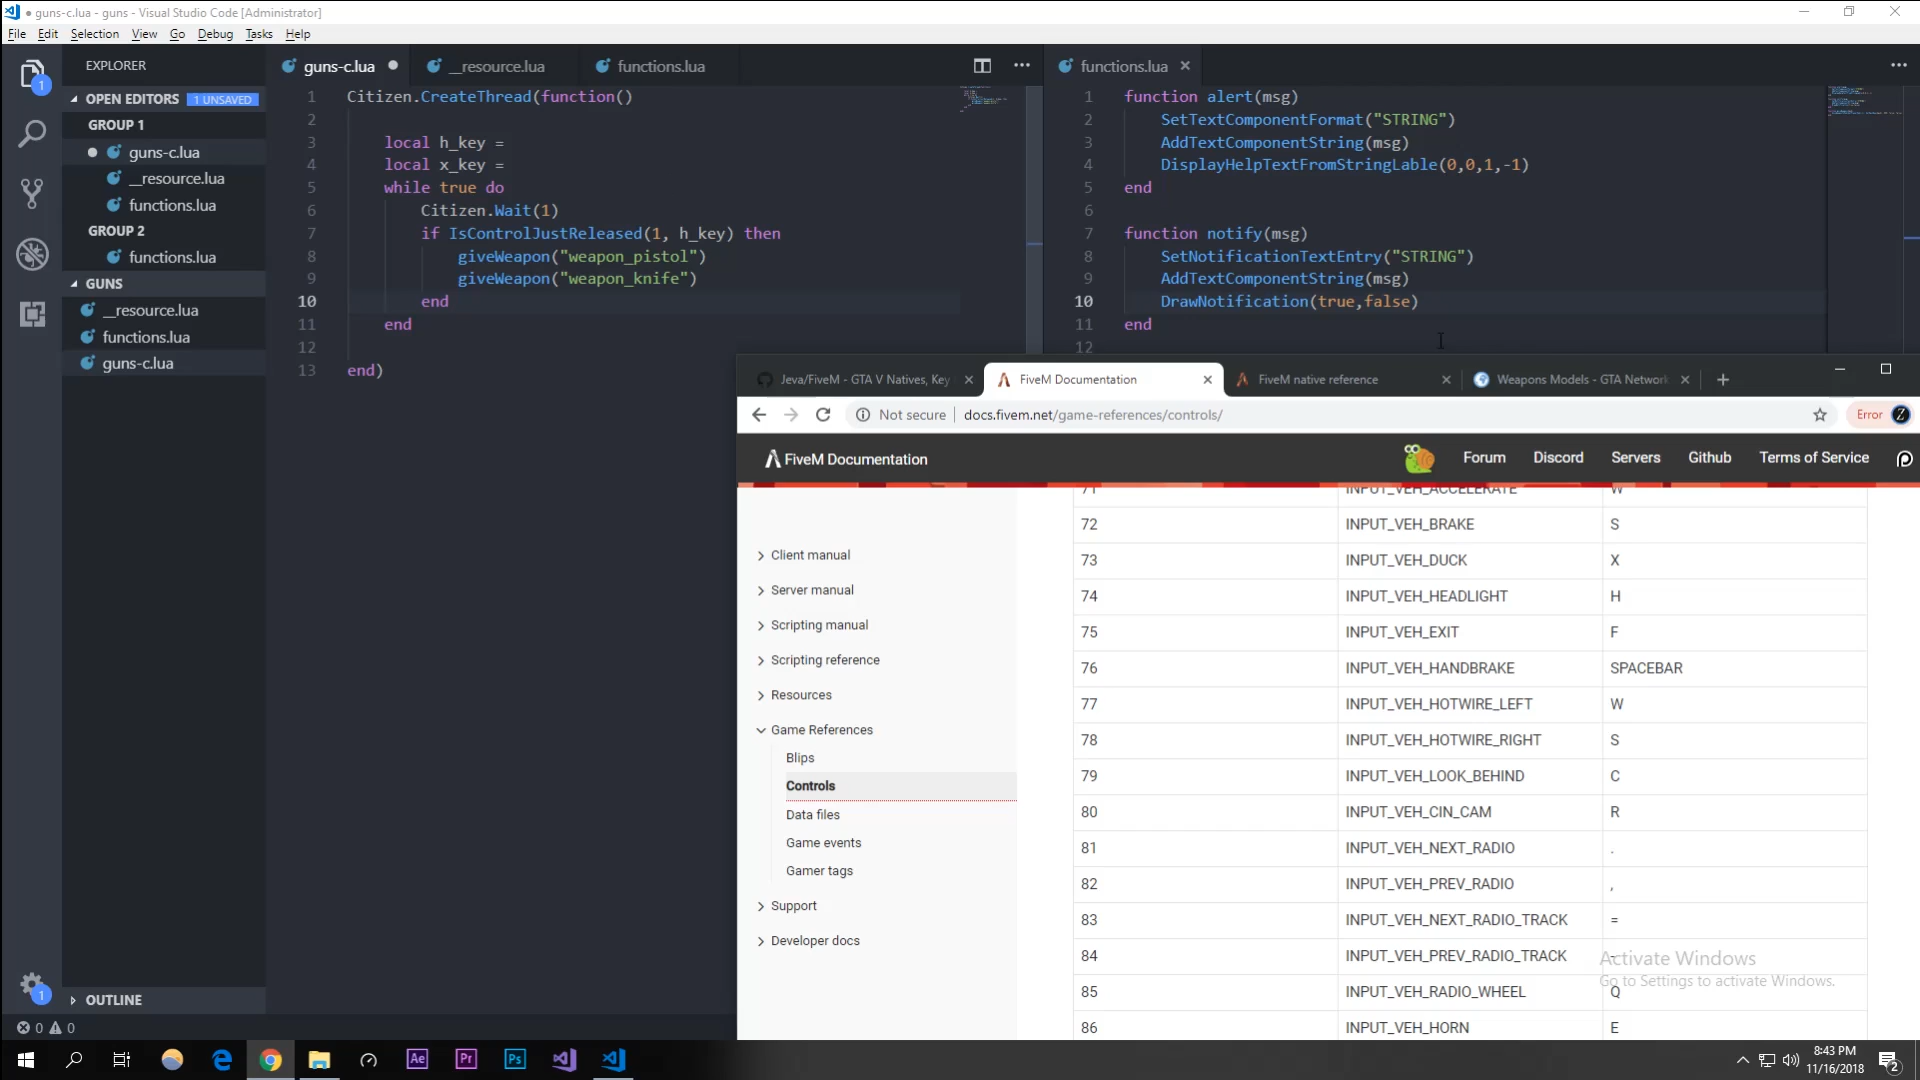 guns-c.lua - guns - Visual Studio Code [Administrator]
File Edit Selection View Go Debug Tasks Help
EXPLORER
OPEN EDITORS 1 UNSAVED
GROUP 1
guns-c.lua
__resource.lua
functions.lua
GROUP 2
functions.lua
GUNS
__resource.lua
functions.lua
guns-c.lua
OUTLINE
1
1
0 0
guns-c.lua __resource.lua functions.lua
1 Citizen.CreateThread(function()
2
3 local h_key =
4 local x_key =
5 while true do
6 Citizen.Wait(1)
7 if IsControlJustReleased(1, h_key) then
8 giveWeapon("weapon_pistol")
9 giveWeapon("weapon_knife")
10 end
11 end
12
13 end)
functions.lua
1 function alert(msg)
2 SetTextComponentFormat("STRING")
3 AddTextComponentString(msg)
4 DisplayHelpTextFromStringLable(0,0,1,-1)
5 end
6
7 function notify(msg)
8 SetNotificationTextEntry("STRING")
9 AddTextComponentString(msg)
10 DrawNotification(true,false)
11 end
12
Jeva/FiveM - GTA V Natives, Key FiveM Documentation FiveM native reference Weapons Models - GTA Network
Not secure docs.fivem.net/game-references/controls/ Error Z
FiveM Documentation Forum Discord Servers Github Terms of Service
Client manual
Server manual
Scripting manual
Scripting reference
Resources
Game References
Blips
Controls
Data files
Game events
Gamer tags
Support
Developer docs
71 INPUT_VEH_ACCELERATE W
72 INPUT_VEH_BRAKE S
73 INPUT_VEH_DUCK X
74 INPUT_VEH_HEADLIGHT H
75 INPUT_VEH_EXIT F
76 INPUT_VEH_HANDBRAKE SPACEBAR
77 INPUT_VEH_HOTWIRE_LEFT W
78 INPUT_VEH_HOTWIRE_RIGHT S
79 INPUT_VEH_LOOK_BEHIND C
80 INPUT_VEH_CIN_CAM R
81 INPUT_VEH_NEXT_RADIO .
82 INPUT_VEH_PREV_RADIO ,
83 INPUT_VEH_NEXT_RADIO_TRACK =
84 INPUT_VEH_PREV_RADIO_TRACK -
85 INPUT_VEH_RADIO_WHEEL Q
86 INPUT_VEH_HORN E
Activate Windows
Go to Settings to activate Windows.
Ae Pr Ps
8:43 PM
11/16/2018
2